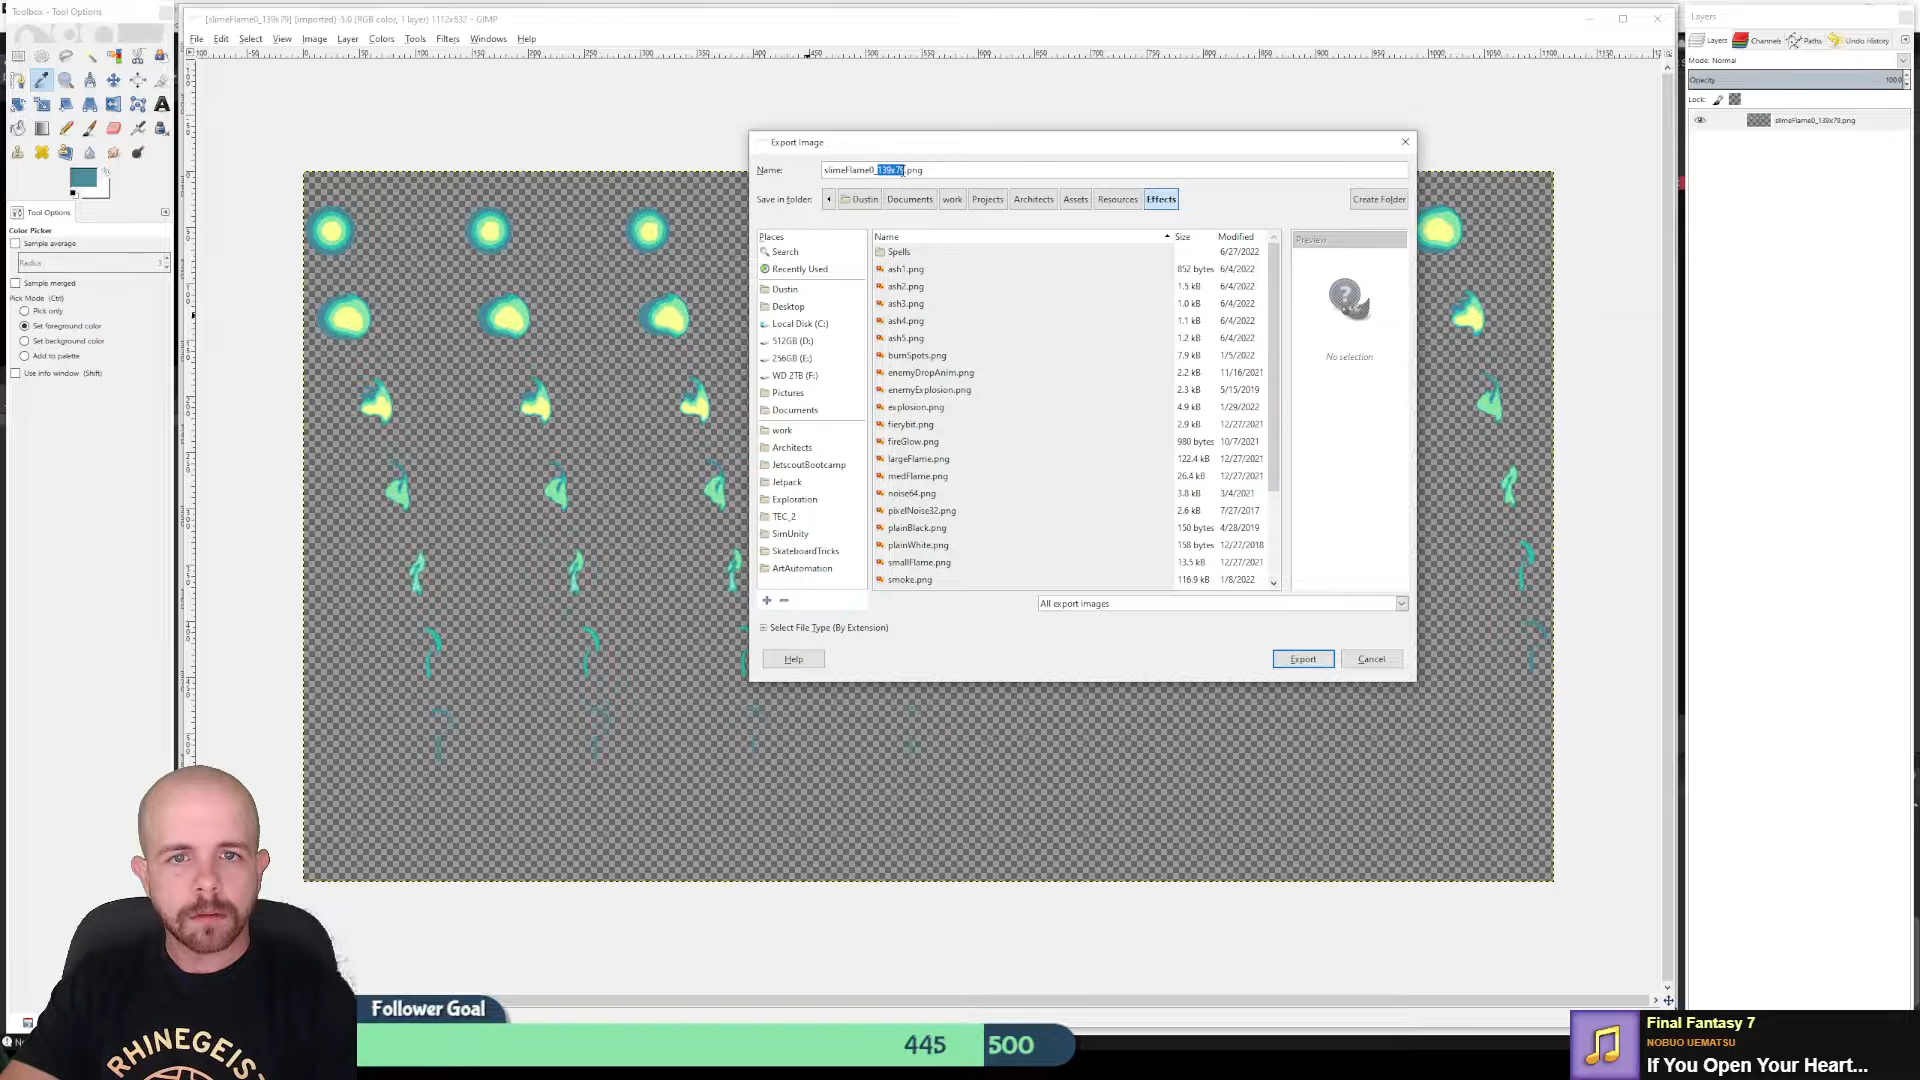 Toolbox - Tool Options
[slimeFlame0_139x79] (imported)-5.0 (RGB color, 1 layer) 1112x632 – GIMP
File Edit Select View Image Layer Colors Tools Filters Windows Help
Tool Options
Color Picker
Sample average
Radius 3
Sample merged
Pick Mode (Ctrl)
Pick only
Set foreground color
Set background color
Add to palette
Use info window (Shift)
Export Image
Name: slimeFlame0_139x79.png
Save in folder: Dustin Documents work Projects Architects Assets Resources Effects Create Folder
Places
Search
Recently Used
Dustin
Desktop
Local Disk (C:)
512GB (D:)
256GB (E:)
WD 2TB (F:)
Pictures
Documents
work
Architects
JetscoutBootcamp
Jetpack
Exploration
TEC_2
SimUnity
SkateboardTricks
ArtAutomation
Name Size Modified
Spells 6/27/2022
ash1.png 852 bytes 6/4/2022
ash2.png 1.5 kB 6/4/2022
ash3.png 1.0 kB 6/4/2022
ash4.png 1.1 kB 6/4/2022
ash5.png 1.2 kB 6/4/2022
burnSpots.png 7.9 kB 1/5/2022
enemyDropAnim.png 2.2 kB 11/16/2021
enemyExplosion.png 2.3 kB 5/15/2019
explosion.png 4.9 kB 1/29/2022
fierybit.png 2.9 kB 12/27/2021
fireGlow.png 980 bytes 10/7/2021
largeFlame.png 122.4 kB 12/27/2021
medFlame.png 26.4 kB 12/27/2021
noise64.png 3.8 kB 3/4/2021
pixelNoise32.png 2.6 kB 7/27/2017
plainBlack.png 150 bytes 4/28/2019
plainWhite.png 158 bytes 12/27/2018
smallFlame.png 13.5 kB 12/27/2021
smoke.png 116.9 kB 1/8/2022
Preview
No selection
All export images
Select File Type (By Extension)
Help
Export
Cancel
Layers
Layers Channels Paths Undo History
Mode: Normal
Opacity 100.0
Lock:
slimeFlame0_139x79.png
RHINEGEIST
Follower Goal
445 500
Final Fantasy 7
NOBUO UEMATSU
If You Open Your Heart...